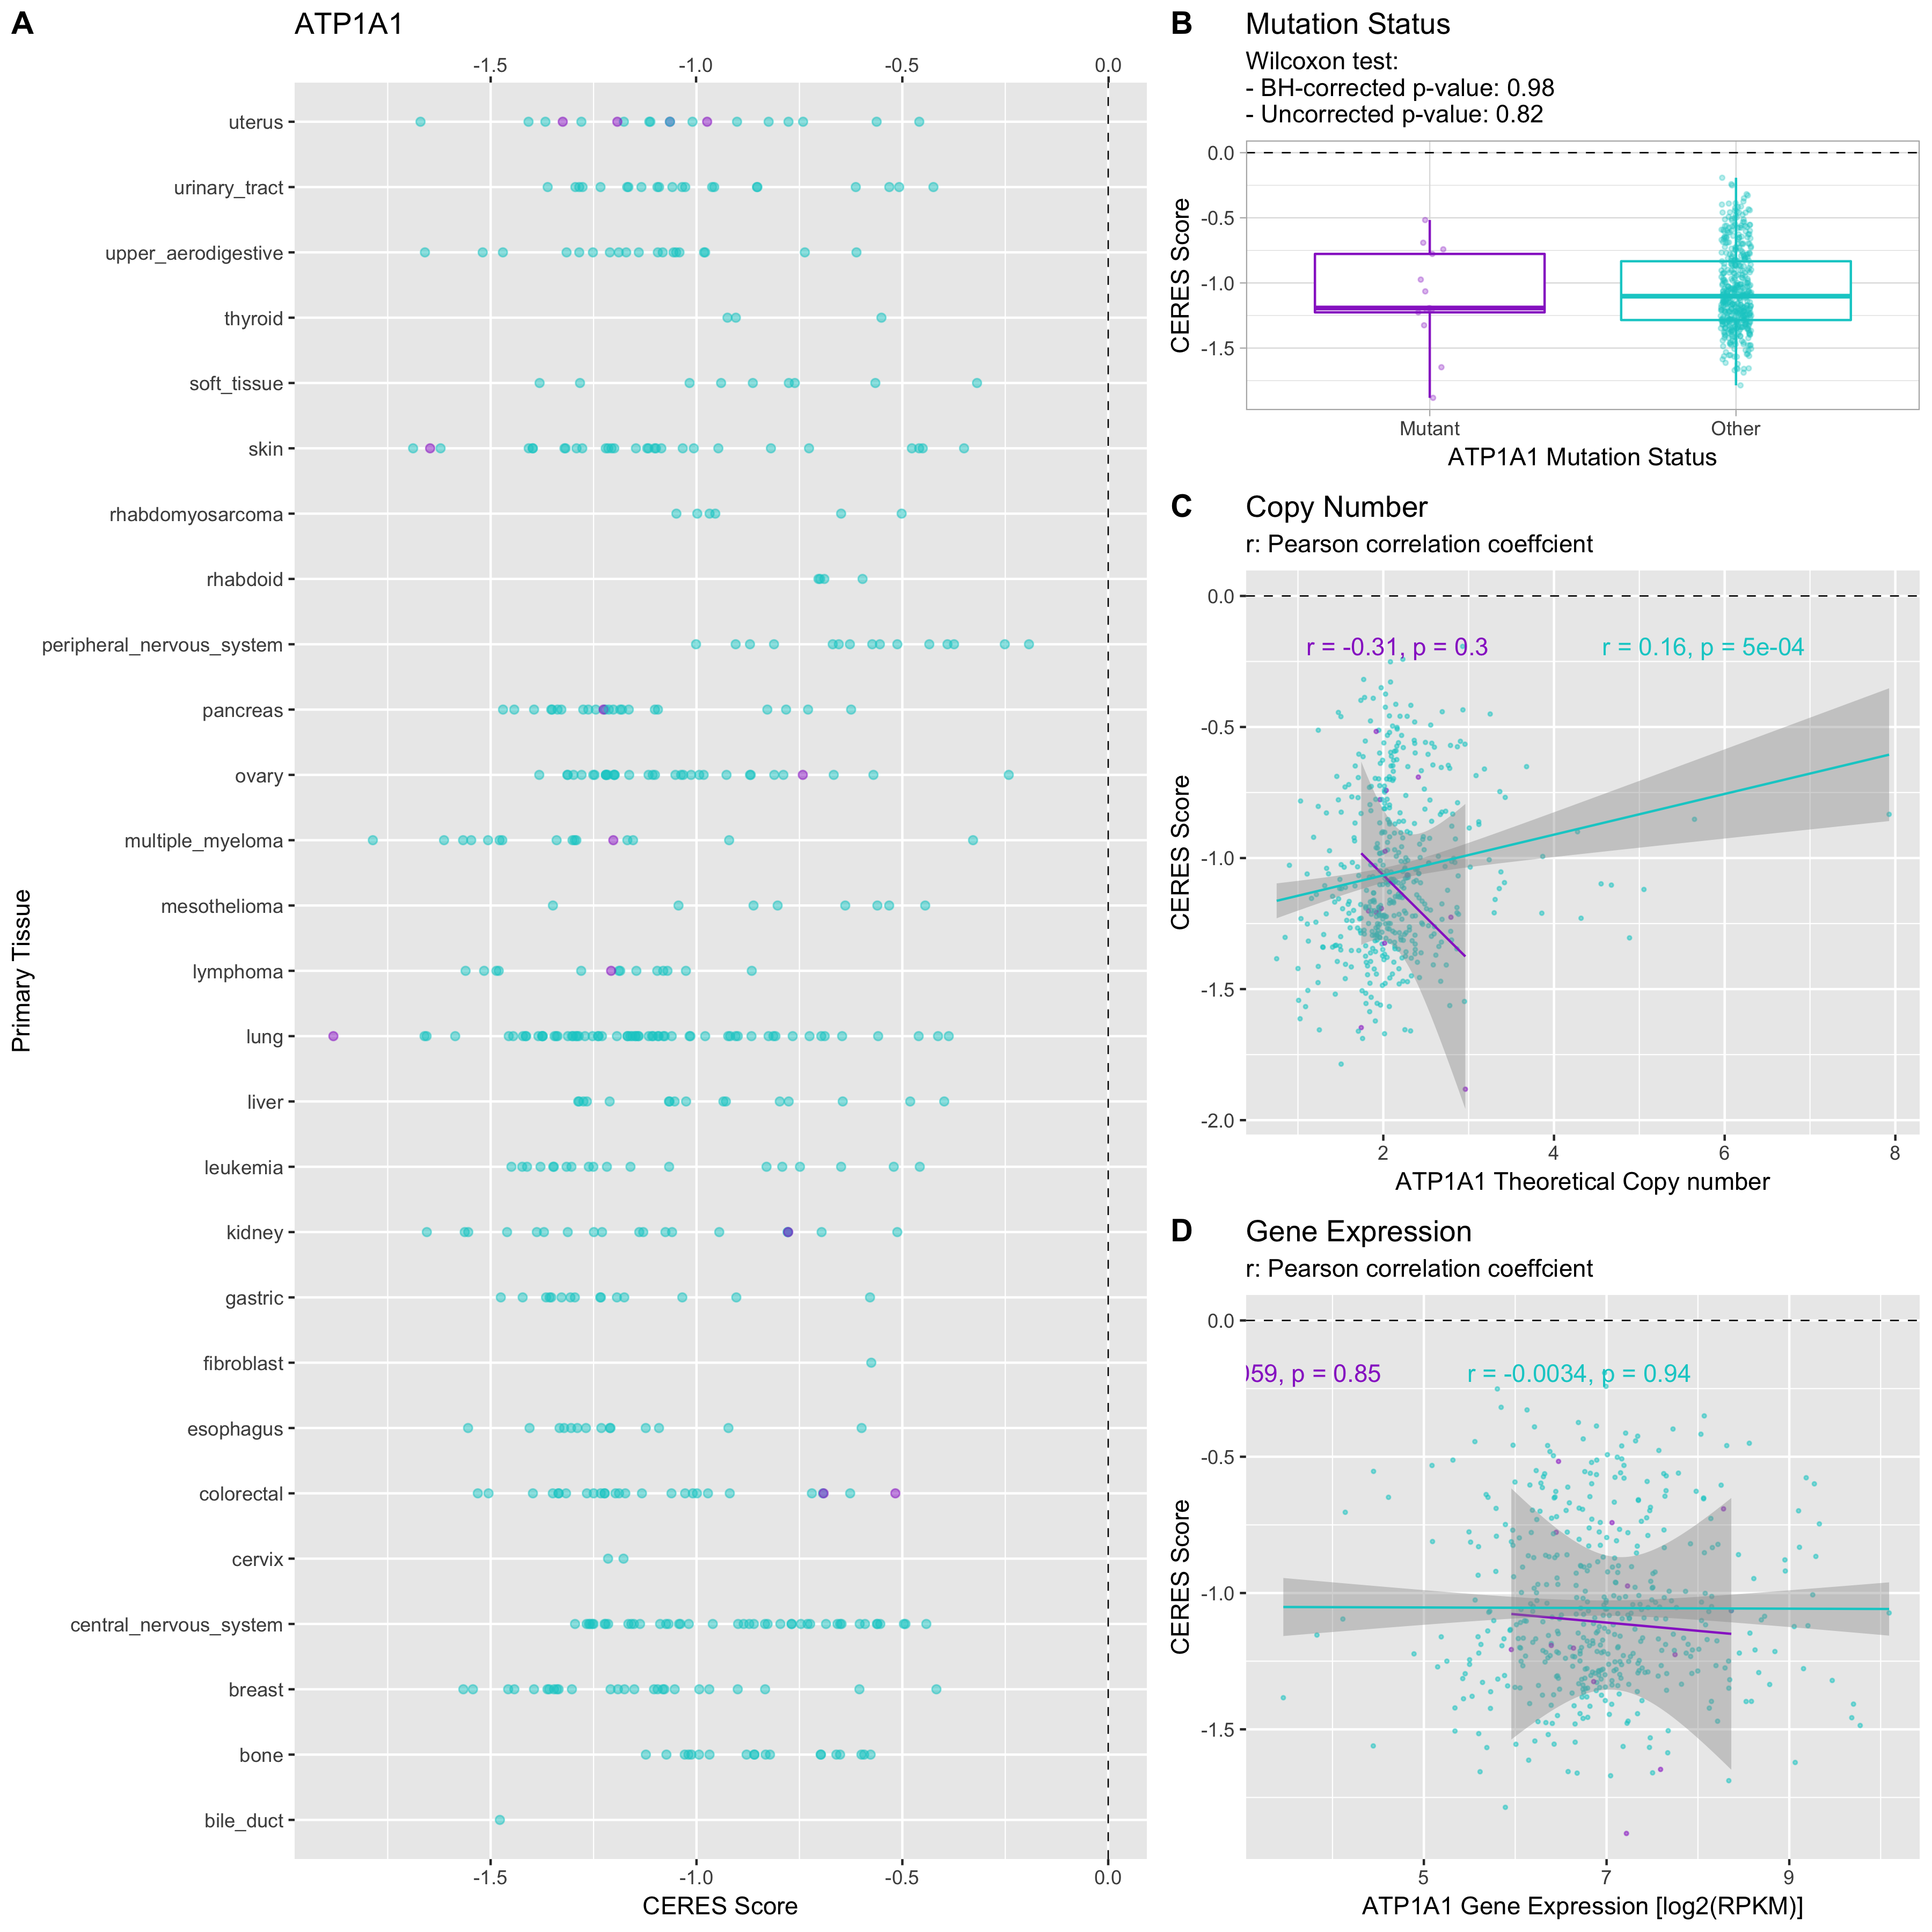 A
ATP1A1
-1.5 -1.0 -0.5 0.0
uterus
urinary_tract
upper_aerodigestive
thyroid
soft_tissue
skin
rhabdomyosarcoma
rhabdoid
peripheral_nervous_system
pancreas
ovary
multiple_myeloma
mesothelioma
lymphoma
lung
liver
leukemia
kidney
gastric
fibroblast
esophagus
colorectal
cervix
central_nervous_system
breast
bone
bile_duct
Primary Tissue
-1.5 -1.0 -0.5 0.0
CERES Score
B
Mutation Status
Wilcoxon test:
- BH-corrected p-value: 0.98
- Uncorrected p-value: 0.82
0.0
-0.5
-1.0
-1.5
CERES Score
Mutant Other
ATP1A1 Mutation Status
C
Copy Number
r: Pearson correlation coeffcient
r = -0.31, p = 0.3
r = 0.16, p = 5e-04
0.0
-0.5
-1.0
-1.5
-2.0
CERES Score
2 4 6 8
ATP1A1 Theoretical Copy number
D
Gene Expression
r: Pearson correlation coeffcient
59, p = 0.85
r = -0.0034, p = 0.94
0.0
-0.5
-1.0
-1.5
CERES Score
5 7 9
ATP1A1 Gene Expression [log2(RPKM)]